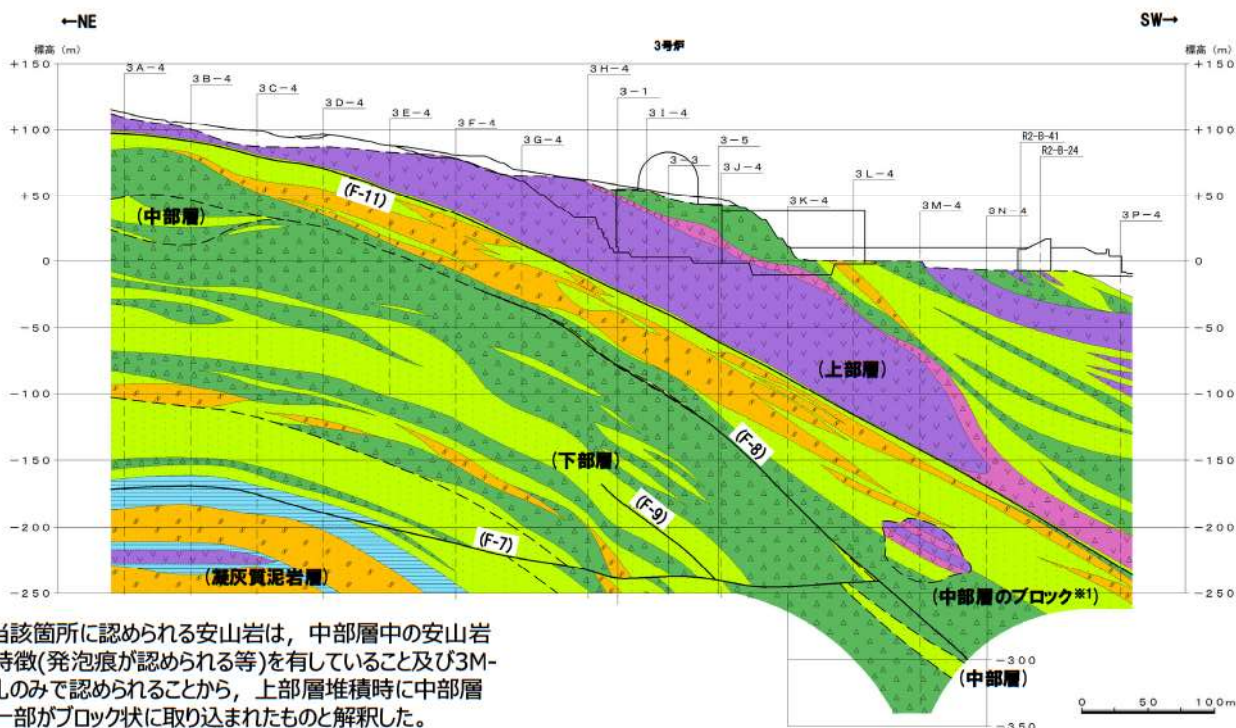 ←NE
SW→
標高 (m)
3号炉
標高 (m)
+150
3A-4
3B-4
3C-4
3D-4
3E-4
3F-4
3G-4
3H-4
3-1
3I-4
3-3
3-5
3J-4
3K-4
3L-4
3M-4
R2-B-41
R2-B-24
3N-4
3P-4
+150
+100
+100
+50
+50
0
0
-50
-50
-100
-100
-150
-150
-200
-200
-250
-250
-300
-350
(F-11)
(中部層)
(上部層)
(F-8)
(下部層)
(F-9)
(F-7)
(凝灰質泥岩層)
(中部層のブロック※1)
(中部層)
当該箇所に認められる安山岩は，中部層中の安山岩
特徴(発泡痕が認められる等)を有していること及び3M-
のみで認められることから，上部層堆積時に中部層
一部がブロック状に取り込まれたものと解釈した。
0 50 100m